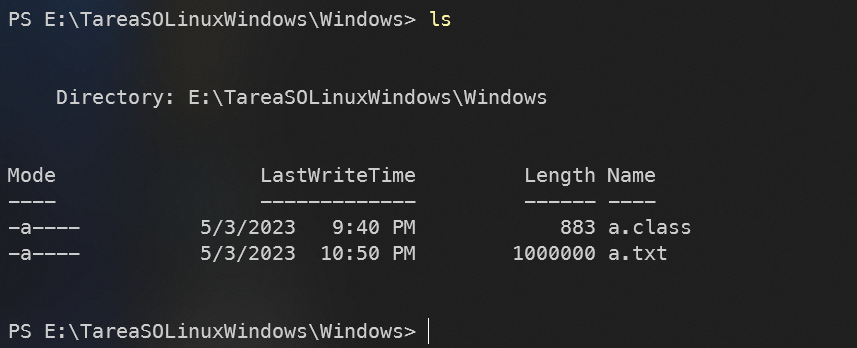 PS E:\TareaSOLinuxWindows\Windows> ls
Directory: E:\TareaSOLinuxWindows\Windows
Mode LastWriteTime Length Name
---- ------------- ------ ----
-a---- 5/3/2023 9:40 PM 883 a.class
-a---- 5/3/2023 10:50 PM 1000000 a.txt
PS E:\TareaSOLinuxWindows\Windows>